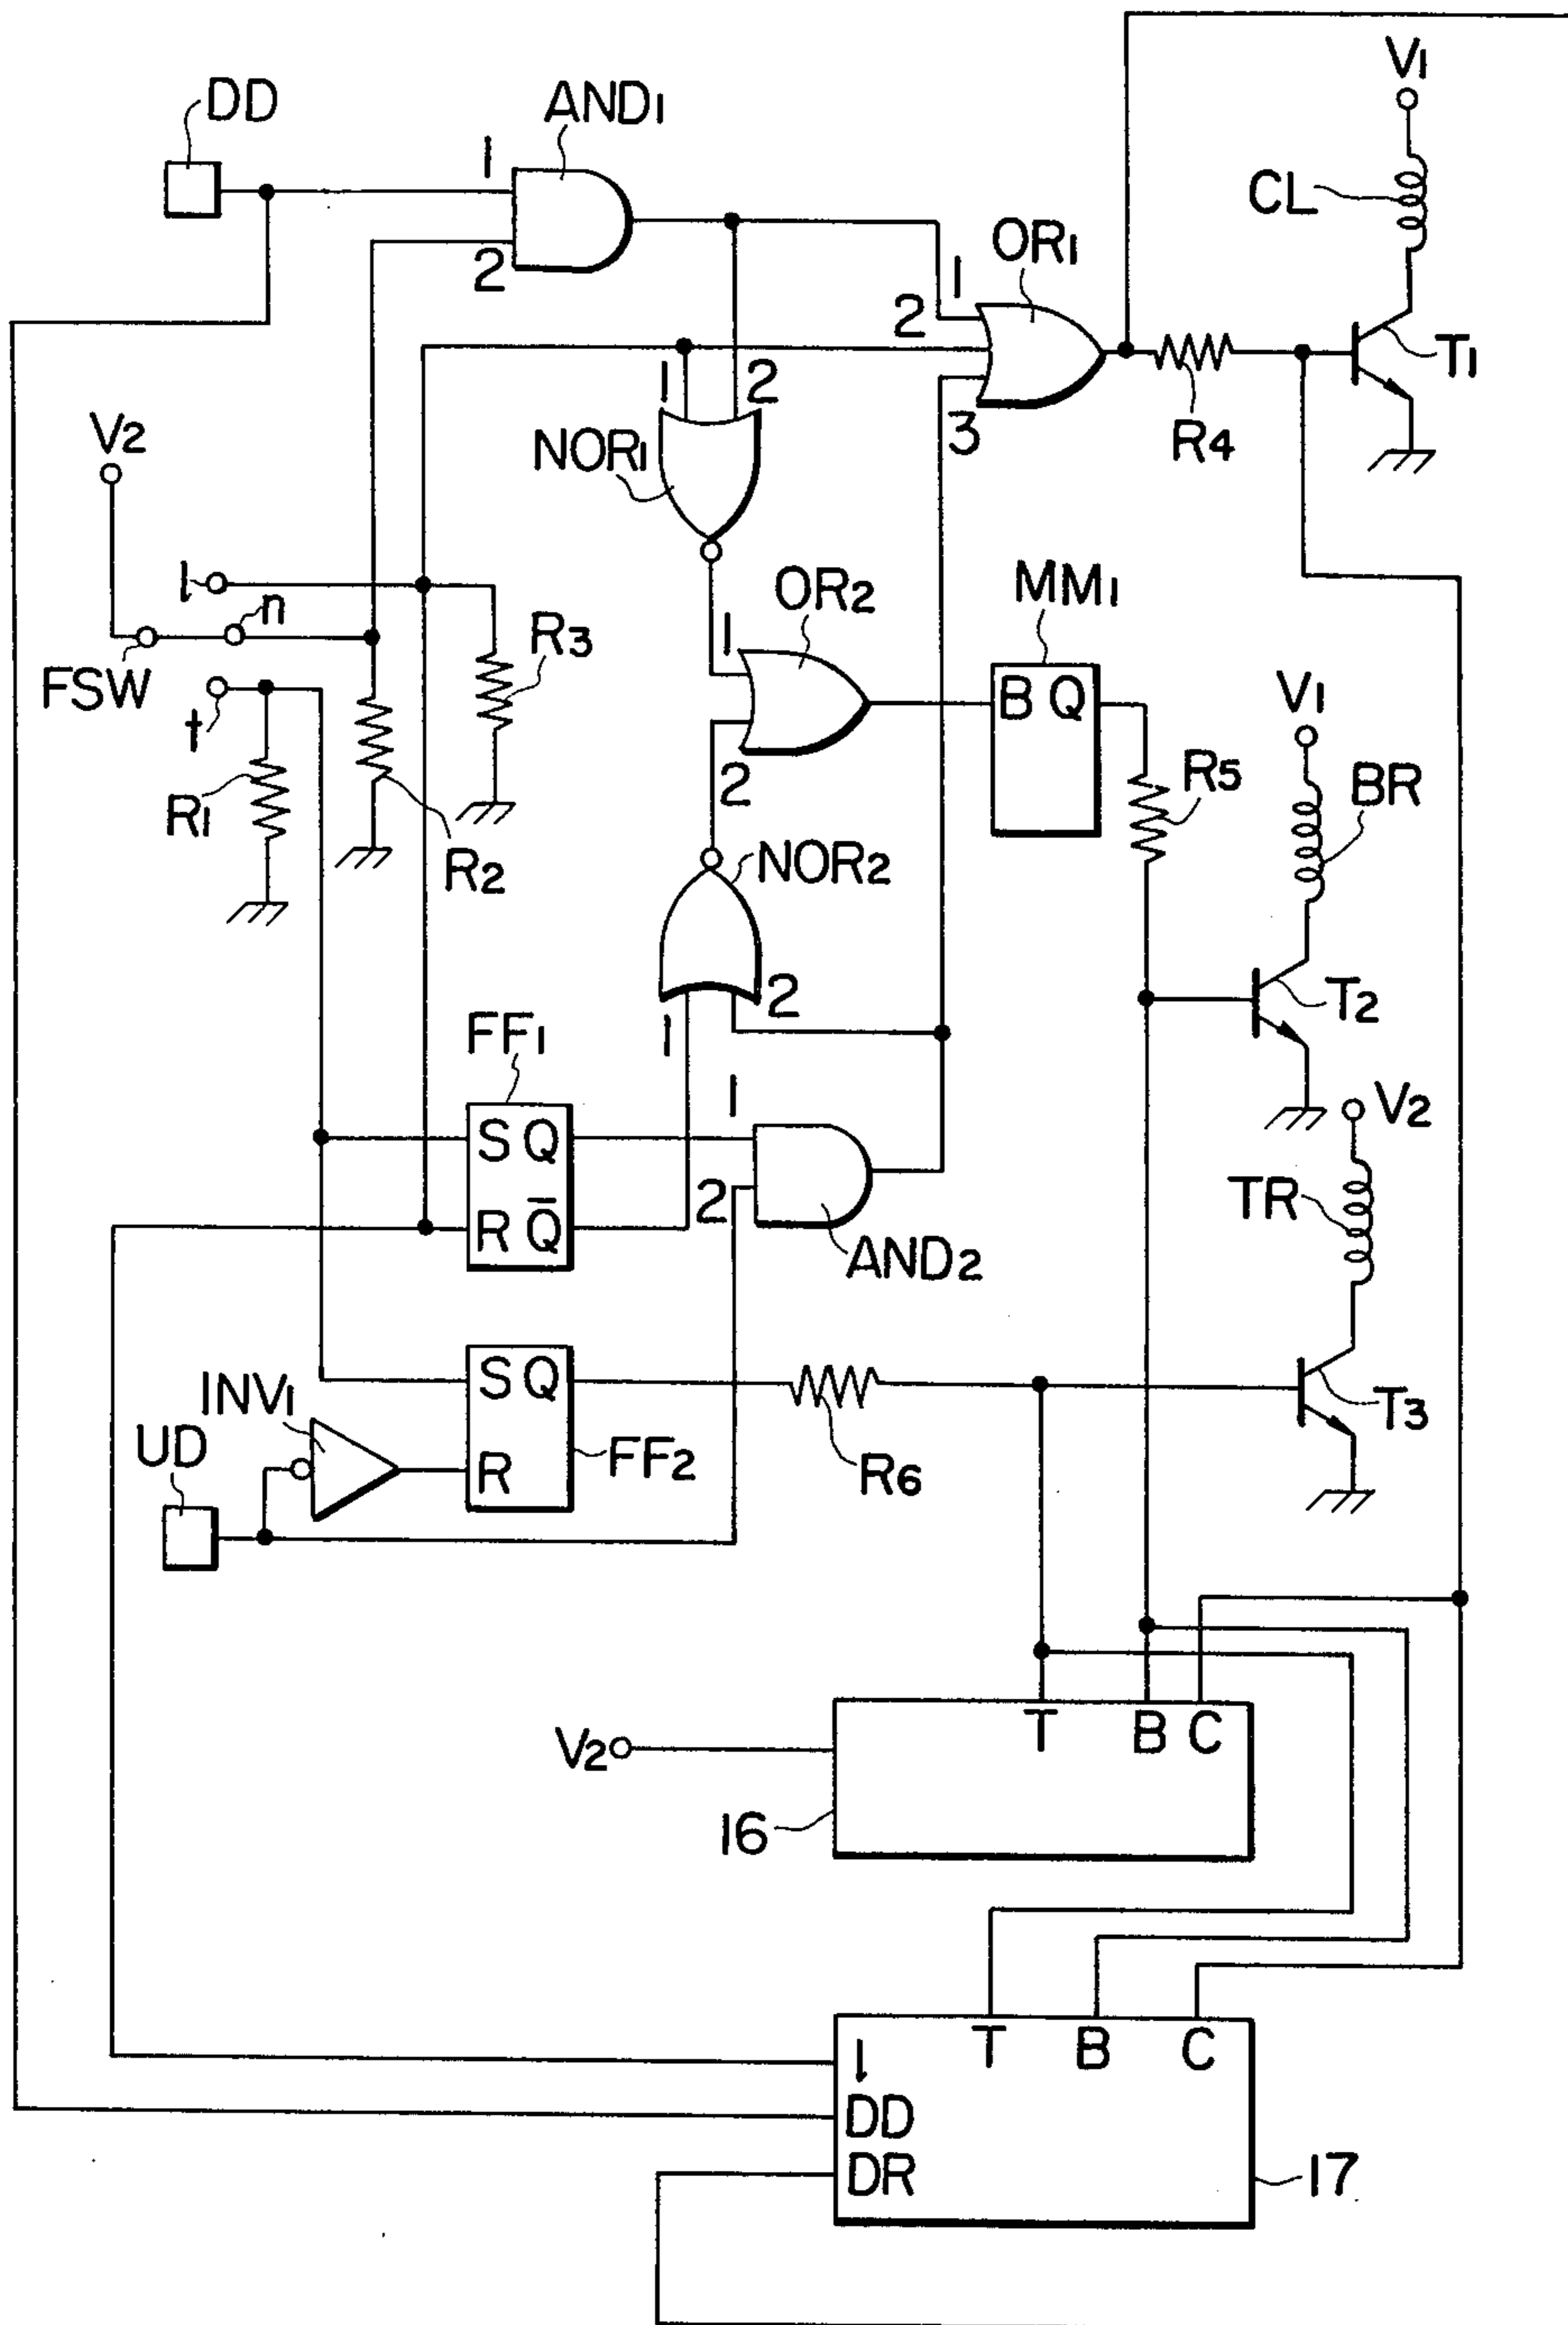 V1
DD
AND1
1
CL
2
OR1
1
2
T1
1
2
V2
NOR1
3
R4
l
n
OR2
MM1
R3
1
FSW
B Q
V1
t
R5
BR
R1
2
R2
NOR2
T2
2
FF1
1
1
V2
S Q
2
TR
R Q̅
AND2
INV1
S Q
T3
UD
R
FF2
R6
T
B
C
V2
16
T
B
C
l
DD
DR
17